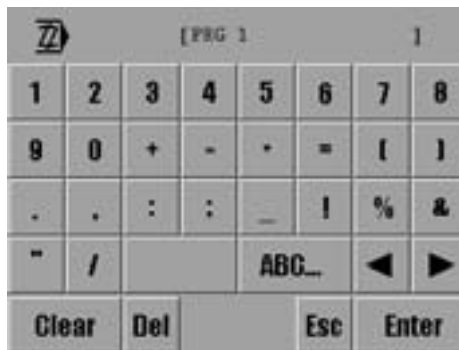 [PRG 1 ]
1 2 3 4 5 6 7 8
9 0 + - * = ( )
: _ ! % &
" /
ABC...
Clear Del Esc Enter